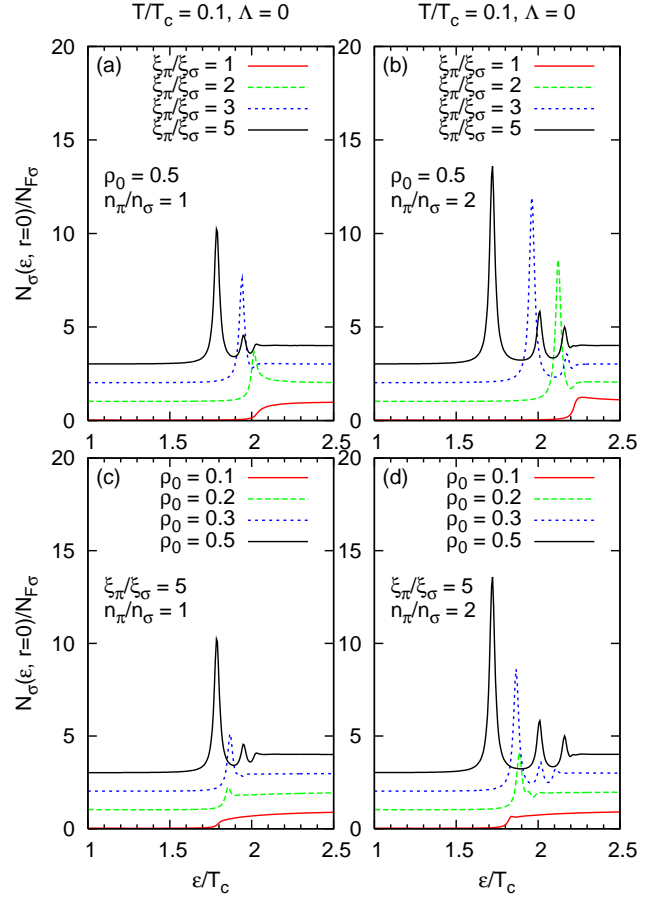 T/T_c = 0.1, Λ = 0
T/T_c = 0.1, Λ = 0
N_σ(ε, r=0)/N_Fσ
20
15
10
5
0
(a)
ξ_π/ξ_σ = 1
ξ_π/ξ_σ = 2
ξ_π/ξ_σ = 3
ξ_π/ξ_σ = 5
ρ_0 = 0.5
n_π/n_σ = 1
1 1.5 2 2.5
20
15
10
5
0
(b)
ξ_π/ξ_σ = 1
ξ_π/ξ_σ = 2
ξ_π/ξ_σ = 3
ξ_π/ξ_σ = 5
ρ_0 = 0.5
n_π/n_σ = 2
1 1.5 2 2.5
N_σ(ε, r=0)/N_Fσ
20
15
10
5
0
(c)
ρ_0 = 0.1
ρ_0 = 0.2
ρ_0 = 0.3
ρ_0 = 0.5
ξ_π/ξ_σ = 5
n_π/n_σ = 1
1 1.5 2 2.5
ε/T_c
20
15
10
5
0
(d)
ρ_0 = 0.1
ρ_0 = 0.2
ρ_0 = 0.3
ρ_0 = 0.5
ξ_π/ξ_σ = 5
n_π/n_σ = 2
1 1.5 2 2.5
ε/T_c